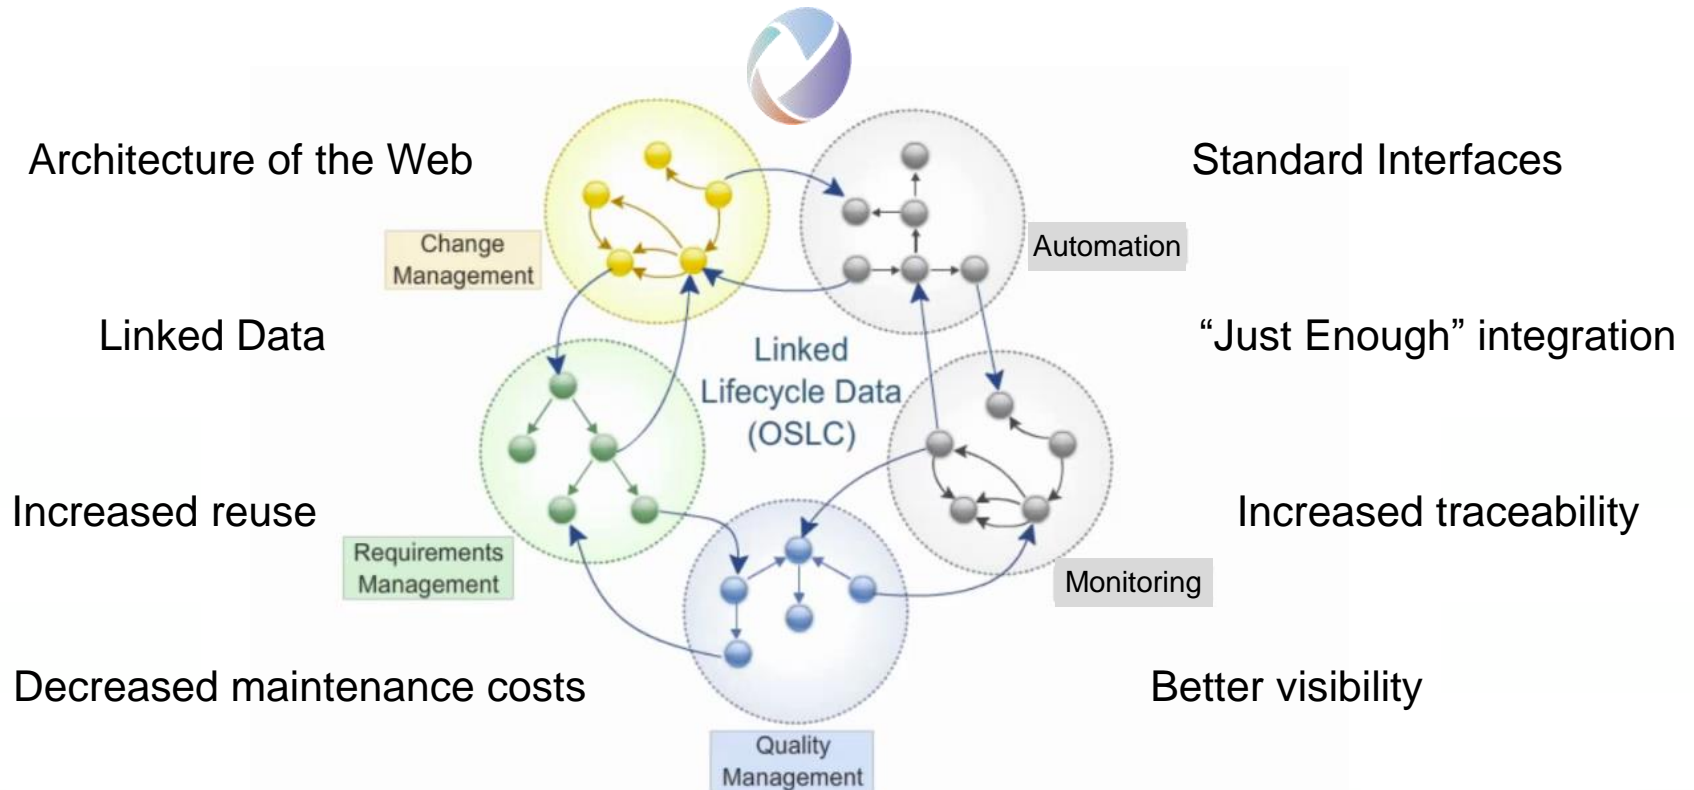 Architecture of the Web
Standard Interfaces
Change
Management
Automation
Linked Data
Linked
Lifecycle Data
(OSLC)
“Just Enough” integration
Increased reuse
Increased traceability
Requirements
Management
Monitoring
Decreased maintenance costs
Better visibility
Quality
Management